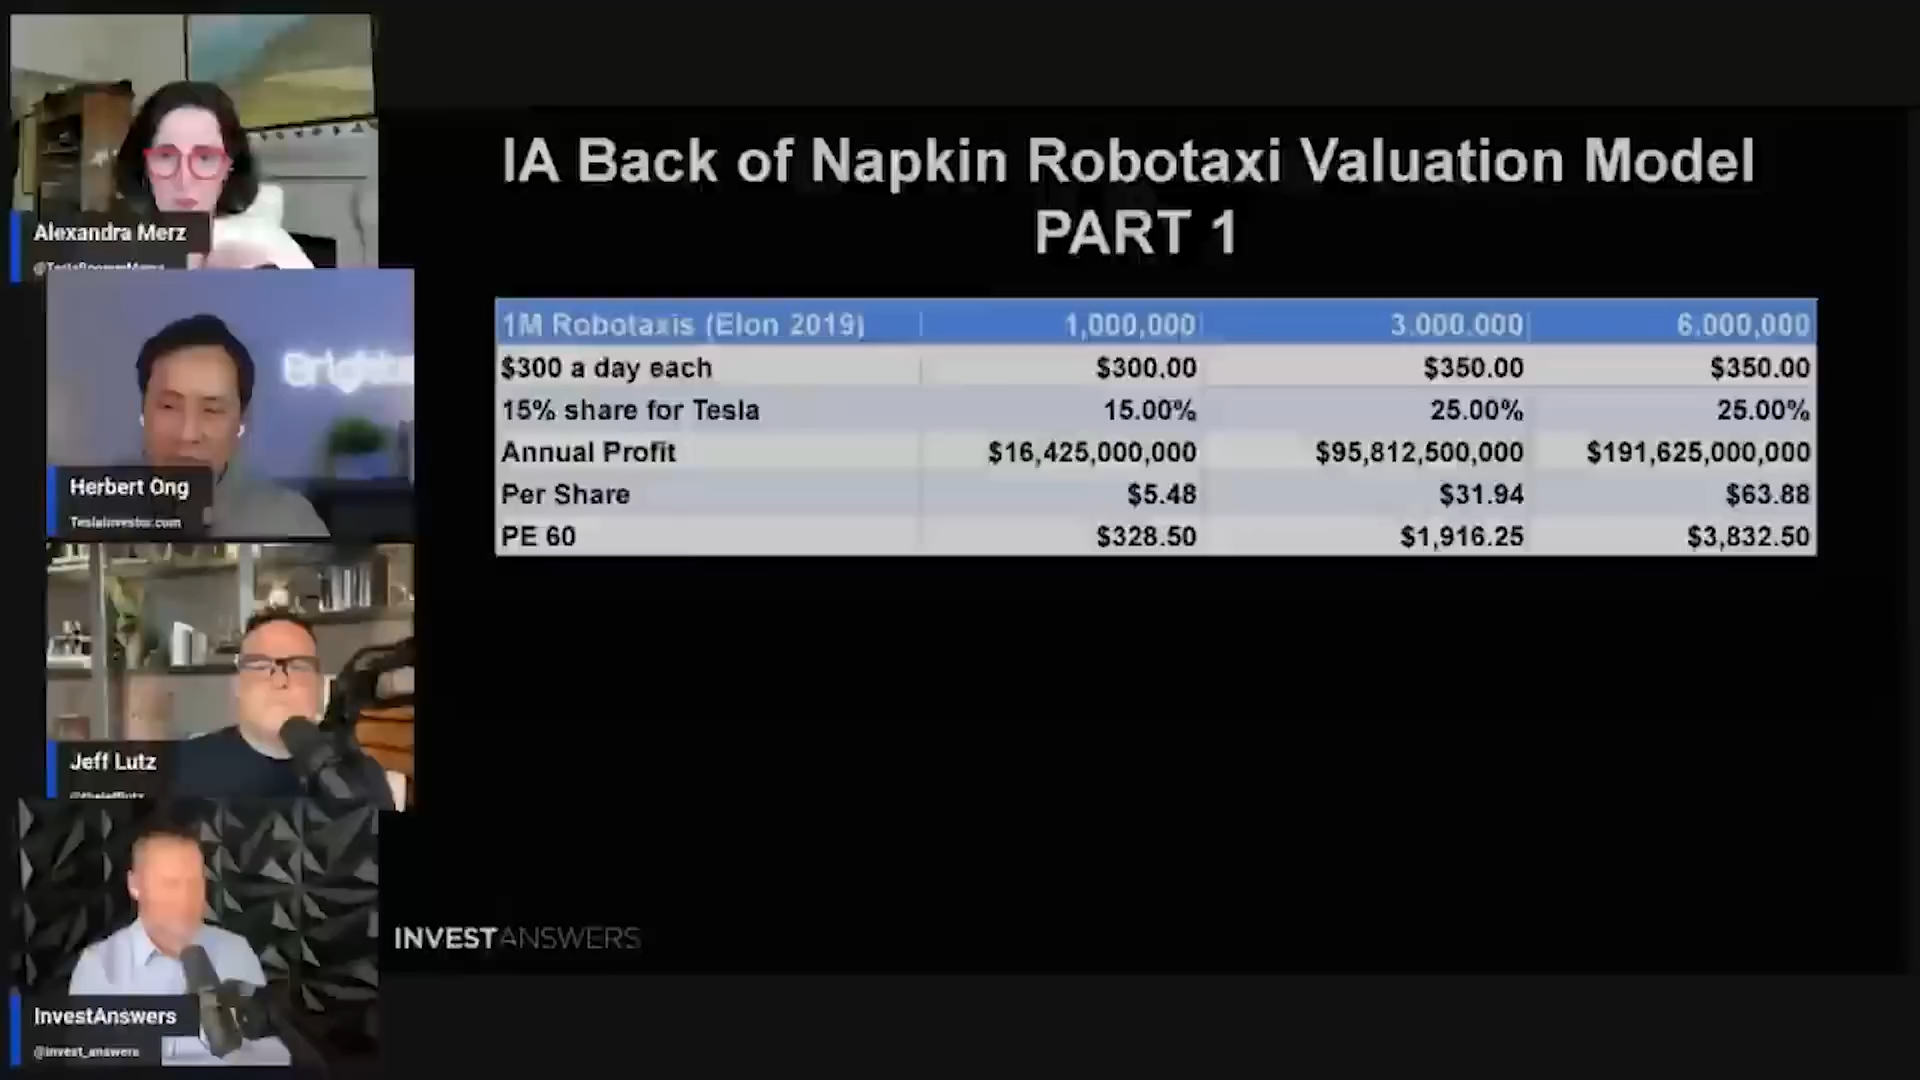 Alexandra Merz
@TeslaBoomerMama
Herbert Ong
TeslaInvestor.com
Jeff Lutz
@thejefflutz
InvestAnswers
@invest_answers
Brighter
IA Back of Napkin Robotaxi Valuation Model
PART 1
1M Robotaxis (Elon 2019) 1,000,000 3.000.000 6.000,000
$300 a day each $300.00 $350.00 $350.00
15% share for Tesla 15.00% 25.00% 25.00%
Annual Profit $16,425,000,000 $95,812,500,000 $191,625,000,000
Per Share $5.48 $31.94 $63.88
PE 60 $328.50 $1,916.25 $3,832.50
INVESTANSWERS